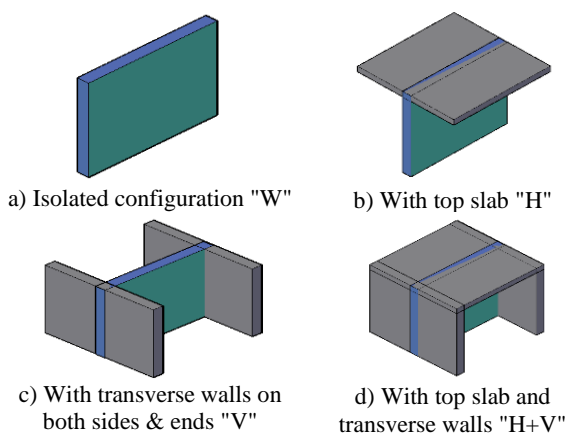 a) Isolated configuration "W"
b) With top slab "H"
c) With transverse walls on
both sides & ends "V"
d) With top slab and
transverse walls "H+V"